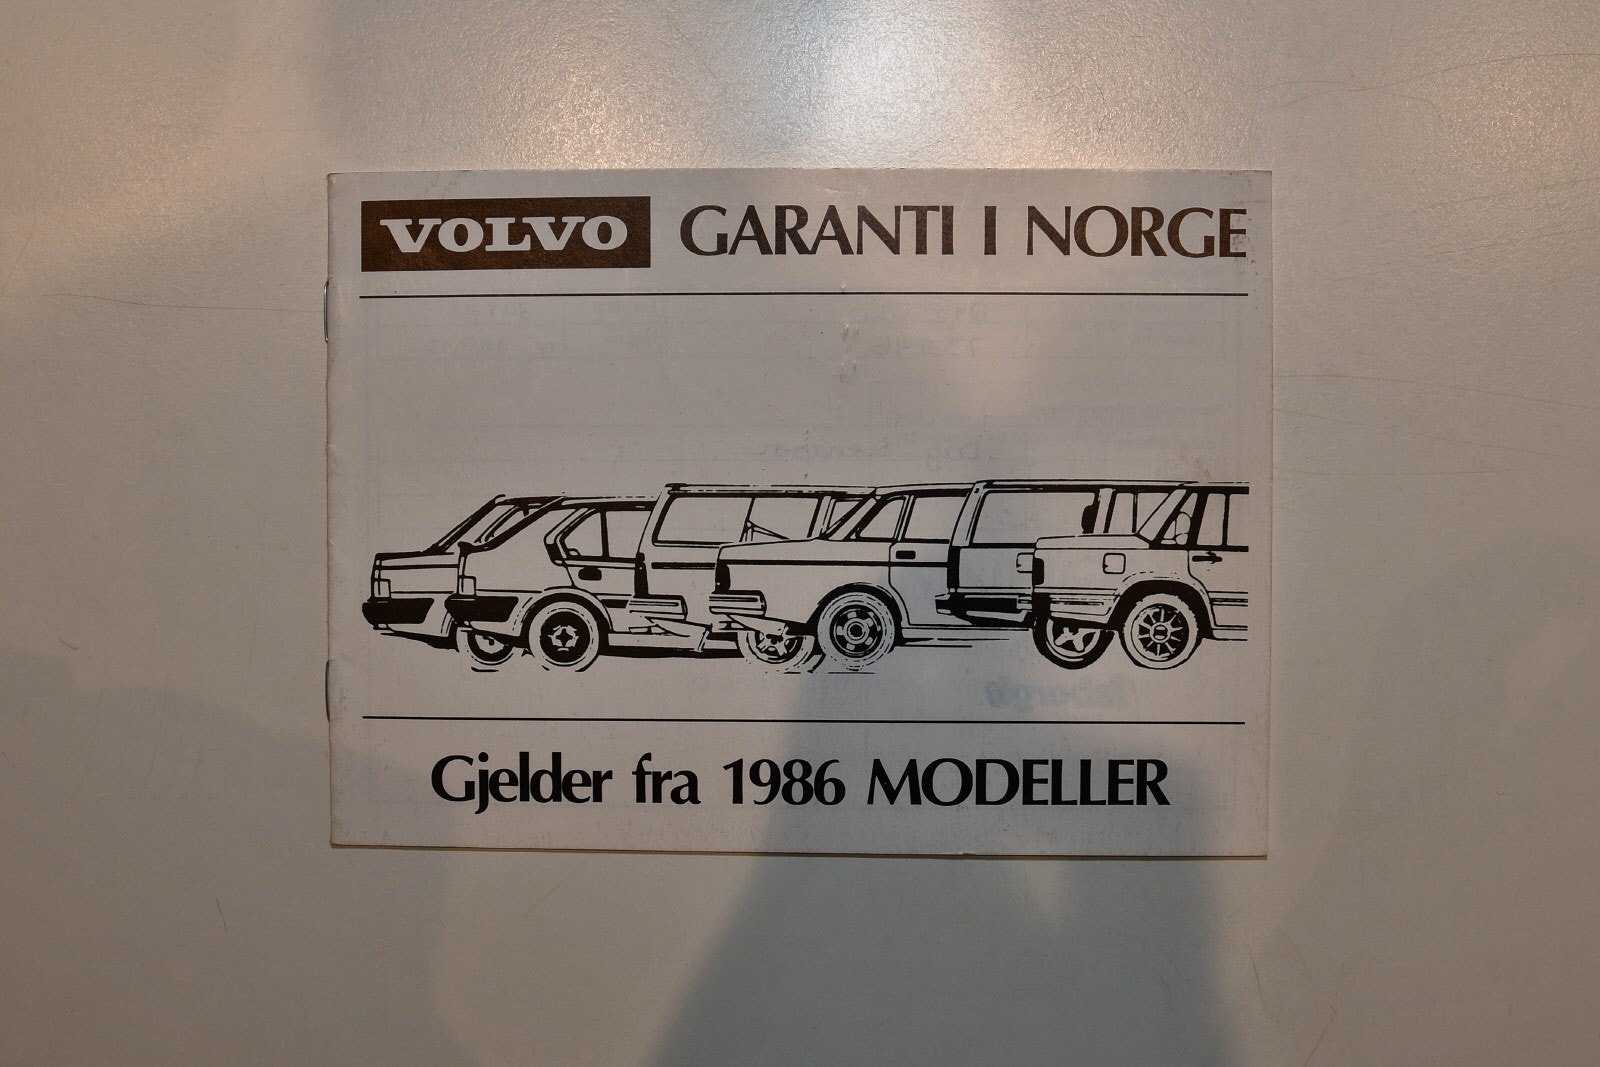 VOLVO GARANTI I NORGE
Gjelder fra 1986 MODELLER